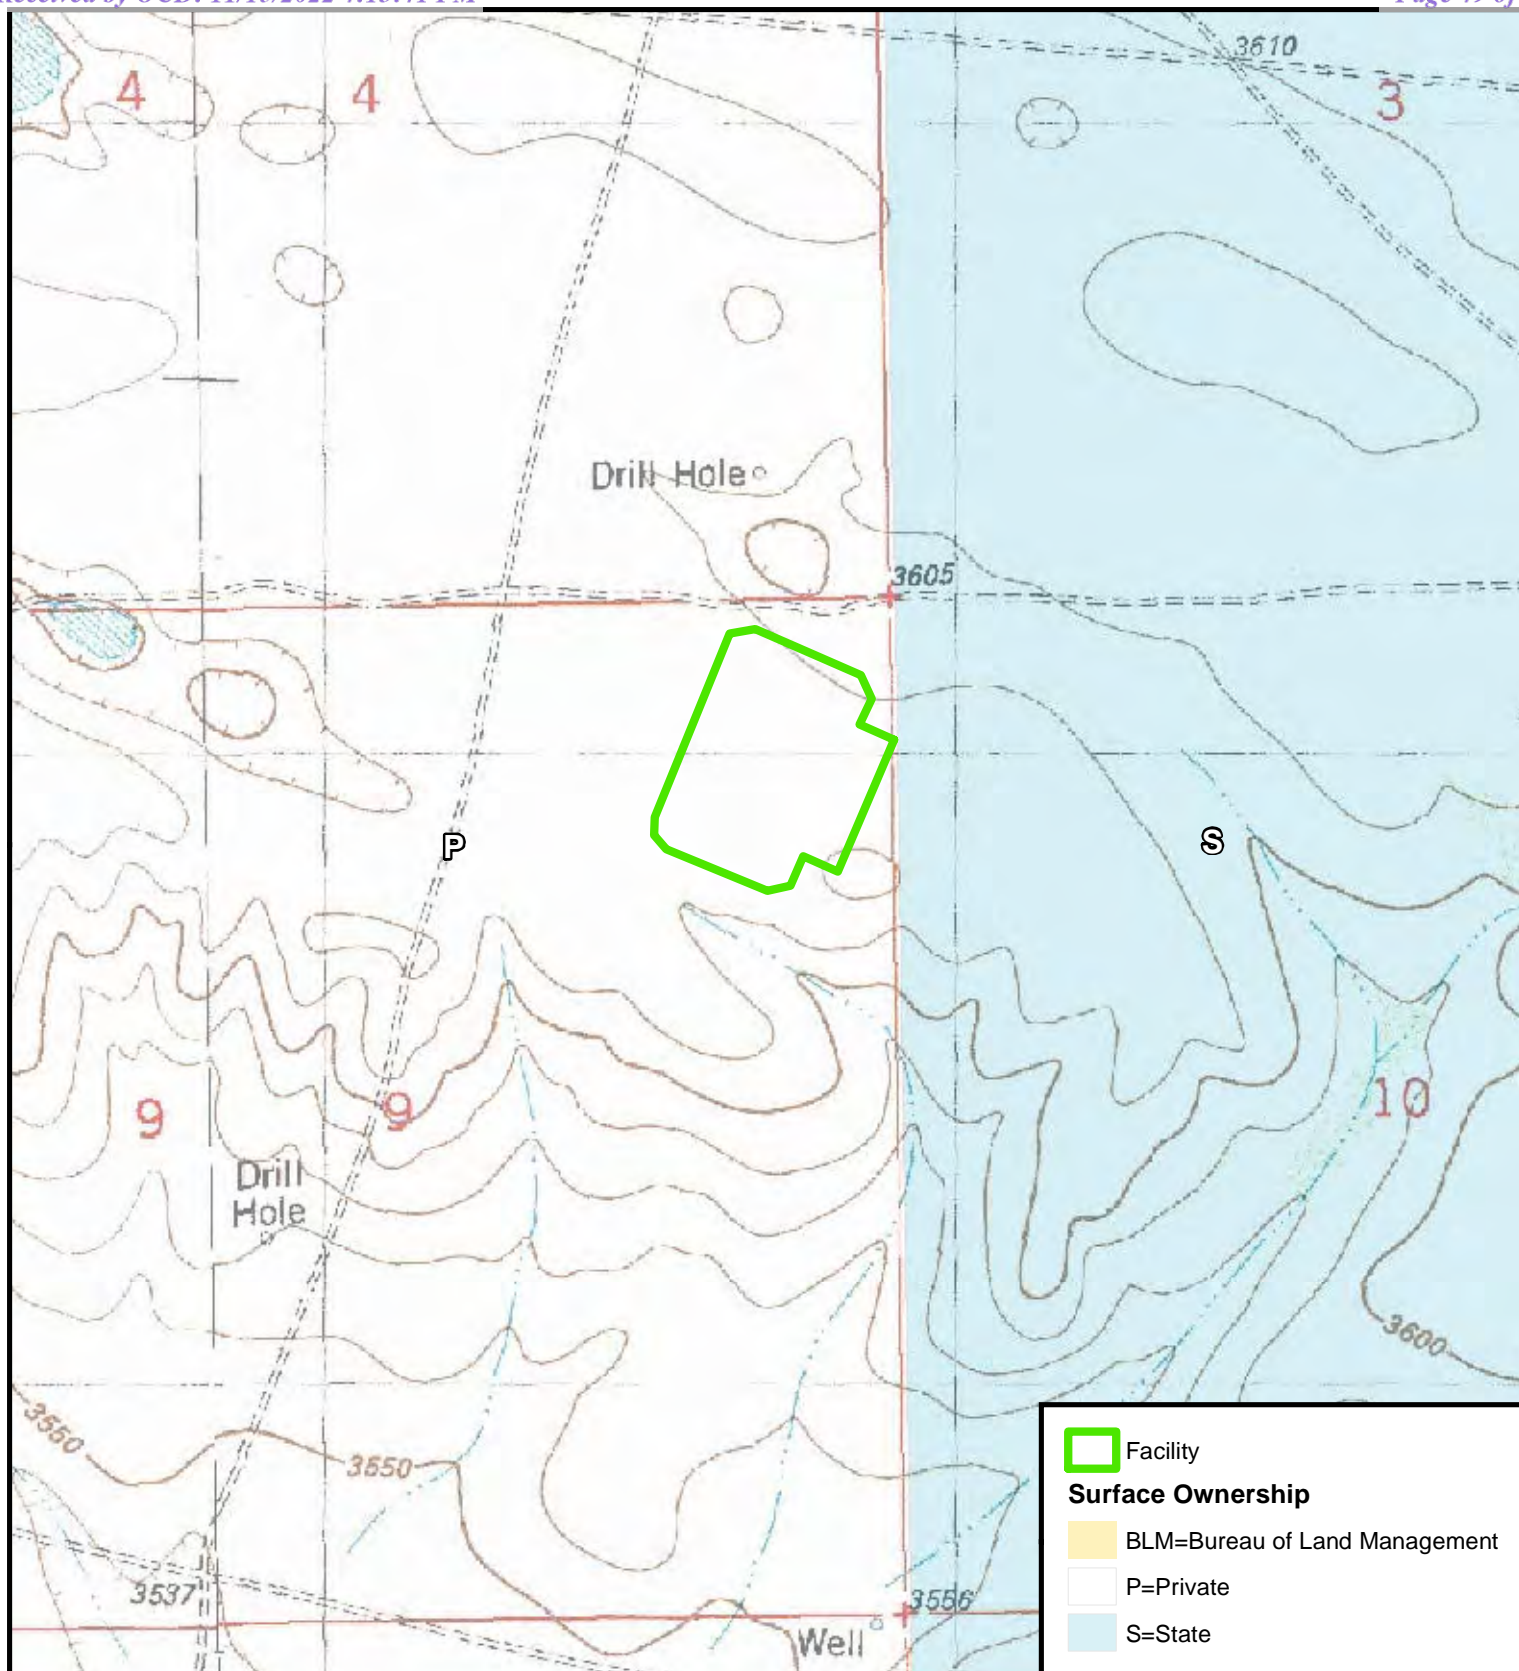 3610
4
4
3
Drill Hole
3605
P
S
9
9
10
Drill
Hole
3600
3550
3550
3537
3556
Well
Facility
Surface Ownership
BLM=Bureau of Land Management
P=Private
S=State